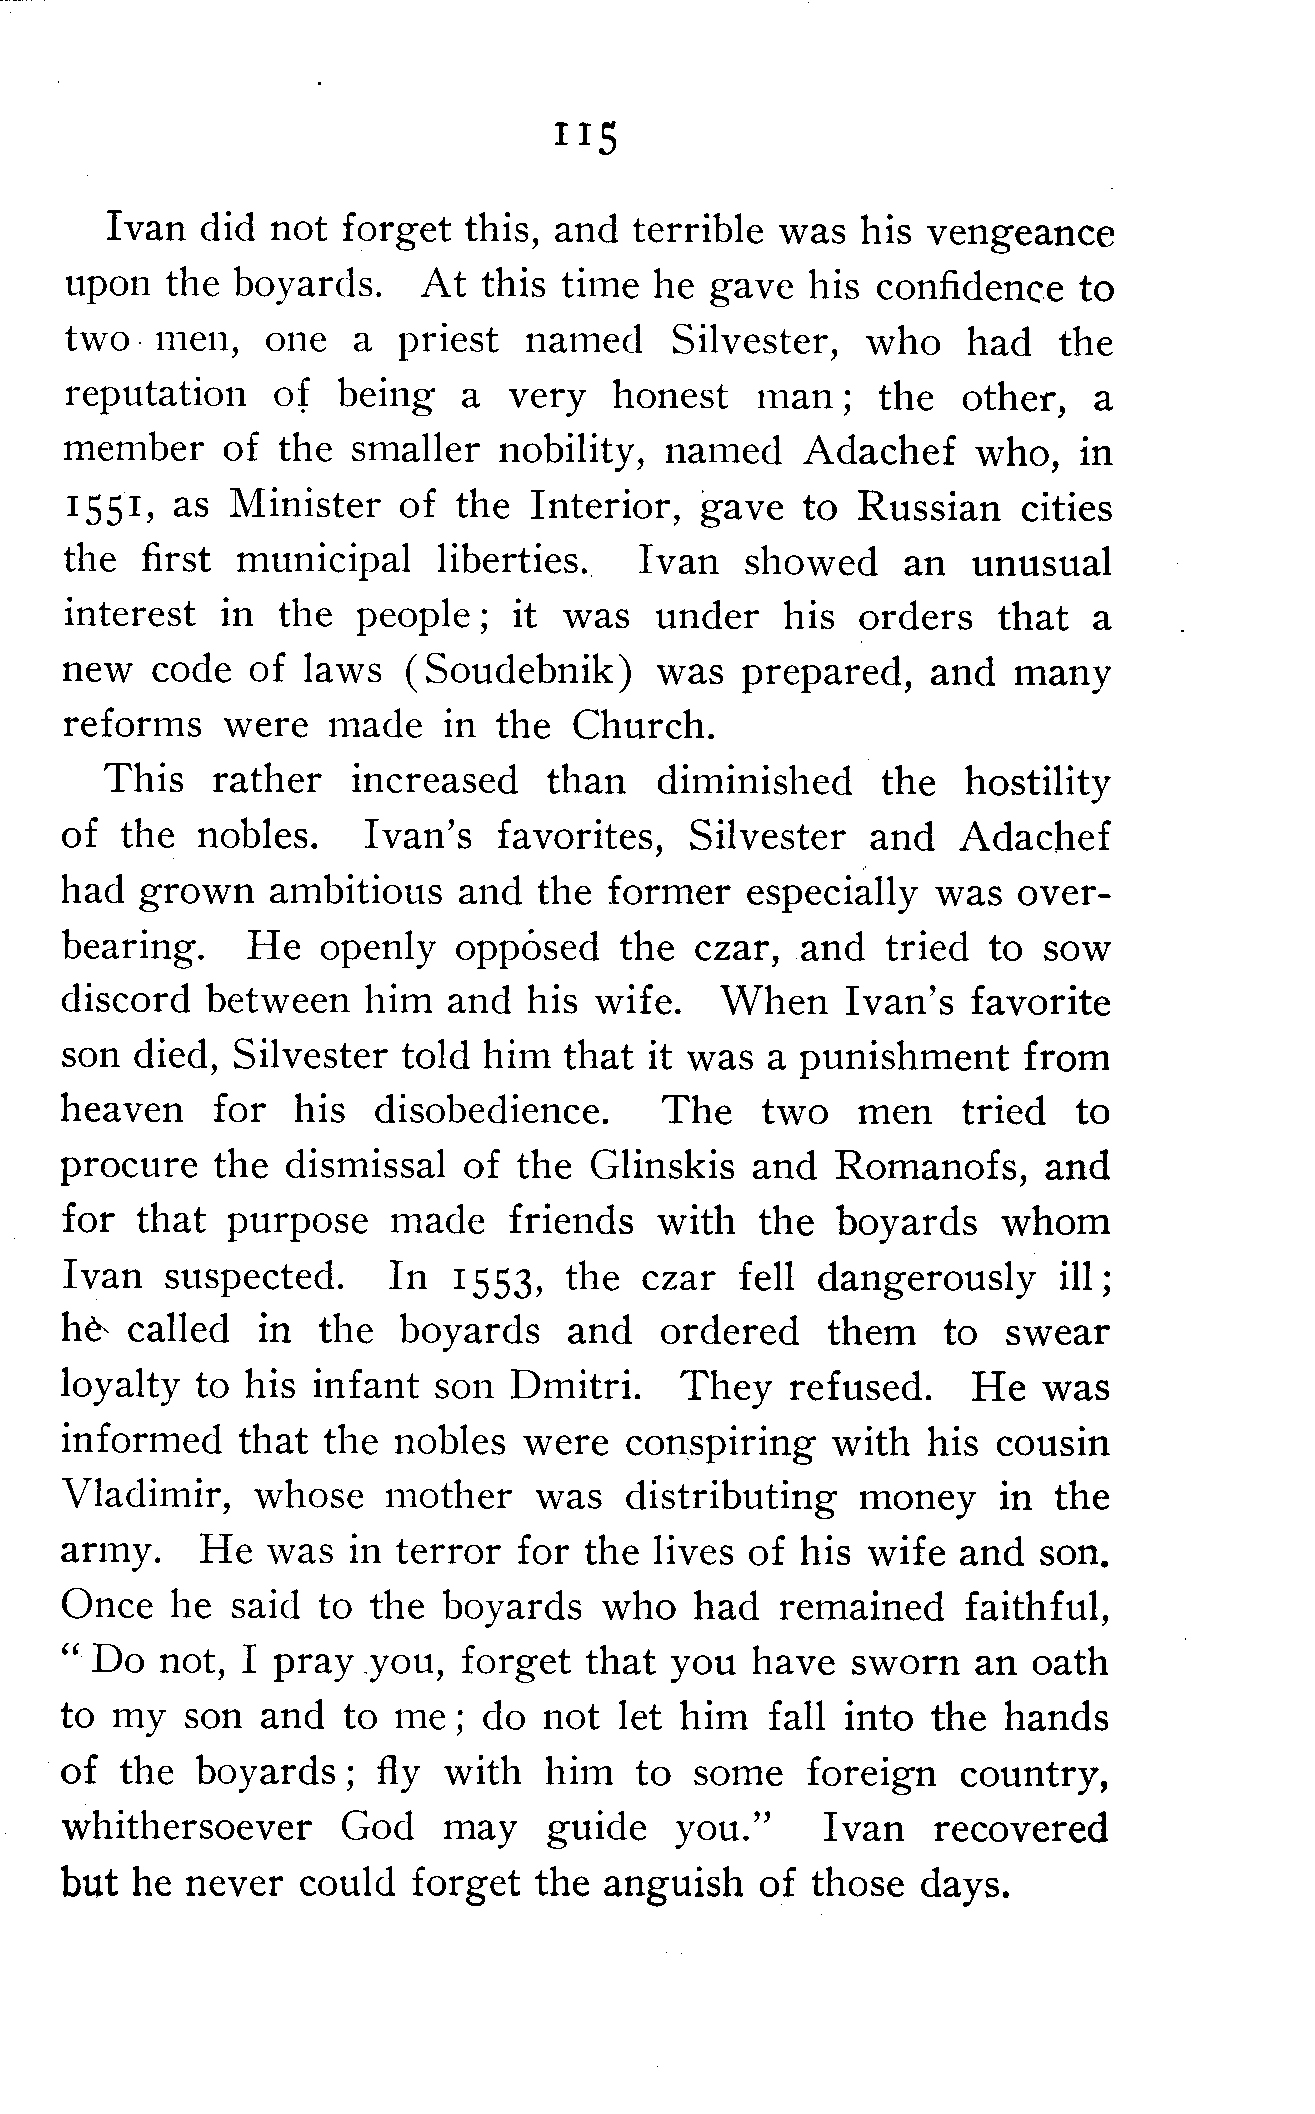 115
Ivan did not forget this, and terrible was his vengeance
upon the boyards. At this time he gave his confidence to
two men, one a priest named Silvester, who had the
reputation of being a very honest man; the other, a
member of the smaller nobility, named Adachef who, in
1551, as Minister of the Interior, gave to Russian cities
the first municipal liberties. Ivan showed an unusual
interest in the people; it was under his orders that a
new code of laws (Soudebnik) was prepared, and many
reforms were made in the Church.
This rather increased than diminished the hostility
of the nobles. Ivan's favorites, Silvester and Adachef
had grown ambitious and the former especially was over-
bearing. He openly opposed the czar, and tried to sow
discord between him and his wife. When Ivan's favorite
son died, Silvester told him that it was a punishment from
heaven for his disobedience. The two men tried to
procure the dismissal of the Glinskis and Romanofs, and
for that purpose made friends with the boyards whom
Ivan suspected. In 1553, the czar fell dangerously ill;
he called in the boyards and ordered them to swear
loyalty to his infant son Dmitri. They refused. He was
informed that the nobles were conspiring with his cousin
Vladimir, whose mother was distributing money in the
army. He was in terror for the lives of his wife and son.
Once he said to the boyards who had remained faithful,
"Do not, I pray you, forget that you have sworn an oath
to my son and to me; do not let him fall into the hands
of the boyards; fly with him to some foreign country,
whithersoever God may guide you." Ivan recovered
but he never could forget the anguish of those days.